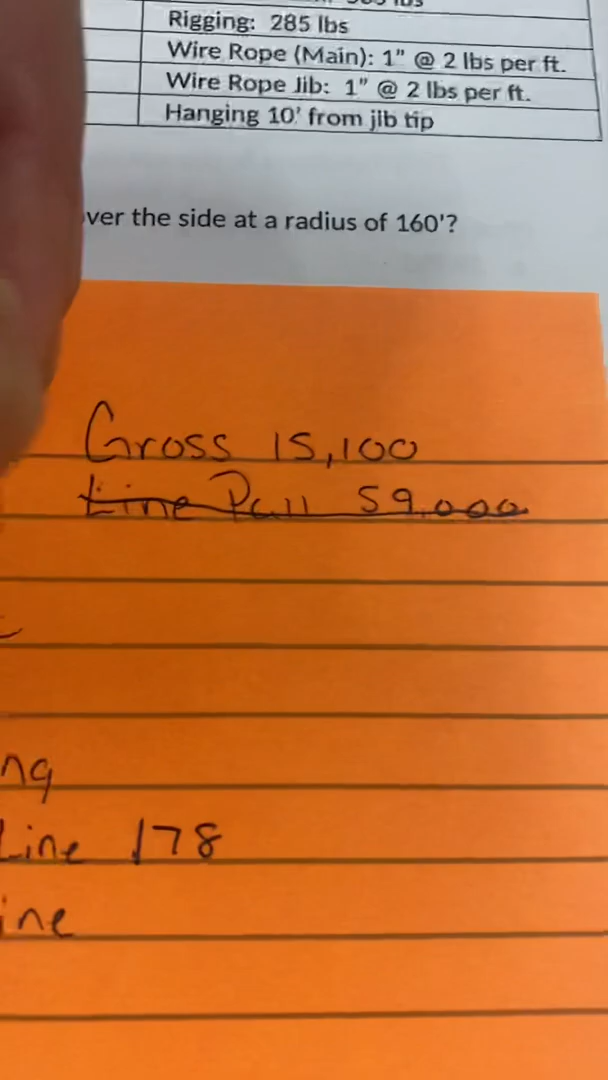 Rigging: 285 lbs
Wire Rope (Main): 1" @ 2 lbs per ft.
Wire Rope Jib: 1" @ 2 lbs per ft.
Hanging 10' from jib tip
ver the side at a radius of 160'?
Gross 15,100
Line Pull 59,000
ng
Line 178
ine